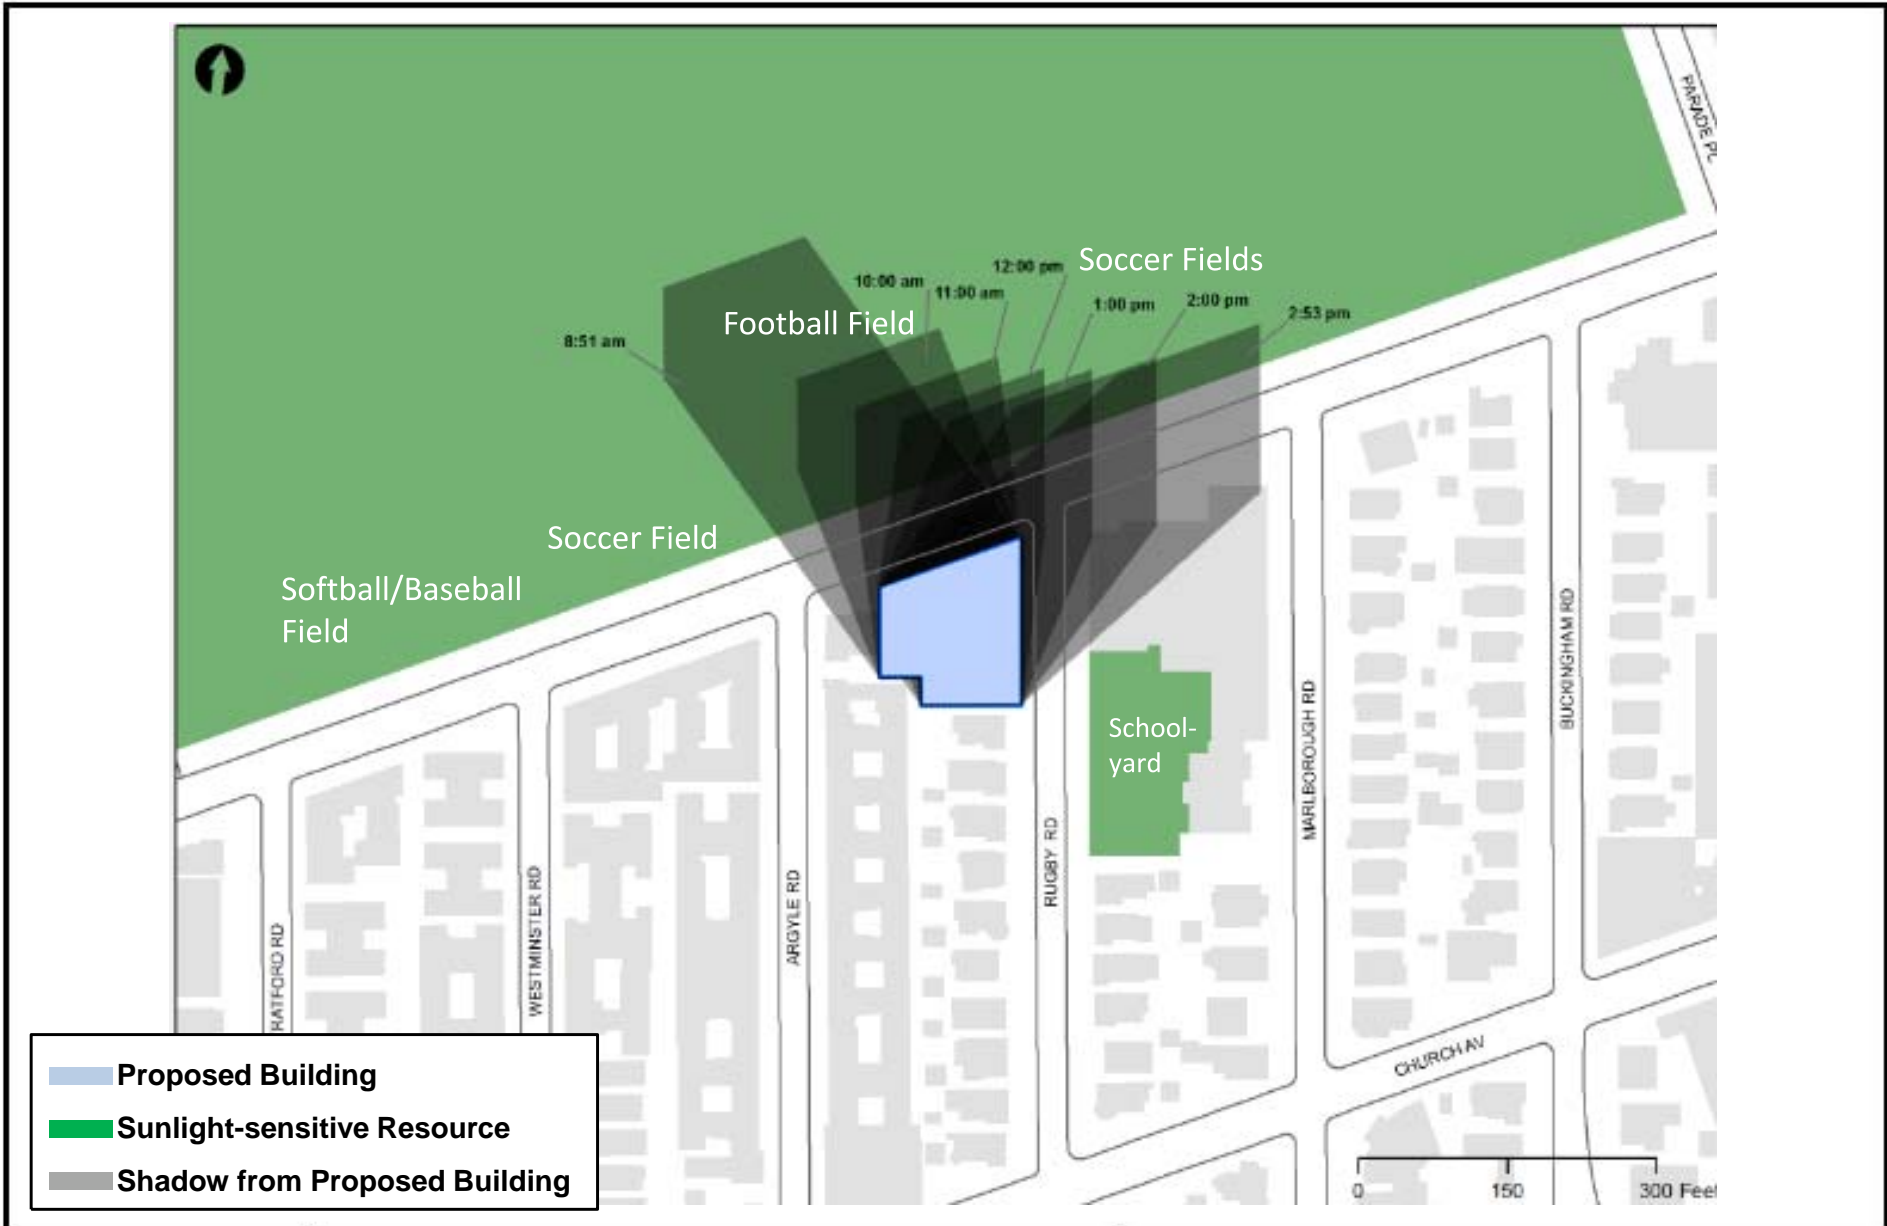 PARADE PL
12:00 pm
Soccer Fields
10:00 am
11:00 am
1:00 pm
2:00 pm
2:53 pm
Football Field
8:51 am
Soccer Field
Softball/Baseball
Field
School-
yard
BUCKINGHAM RD
MARLBOROUGH RD
RUGBY RD
ARGYLE RD
WESTMINSTER RD
RATFORD RD
CHURCH AV
Proposed Building
Sunlight-sensitive Resource
Shadow from Proposed Building
0 150 300 Feet